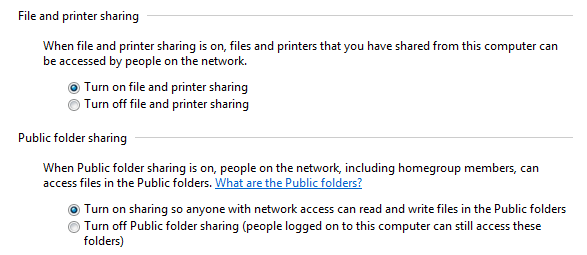 File and printer sharing
When file and printer sharing is on, files and printers that you have shared from this computer can
be accessed by people on the network.
Turn on file and printer sharing
Turn off file and printer sharing
Public folder sharing
When Public folder sharing is on, people on the network, including homegroup members, can
access files in the Public folders. What are the Public folders?
Turn on sharing so anyone with network access can read and write files in the Public folders
Turn off Public folder sharing (people logged on to this computer can still access these
folders)